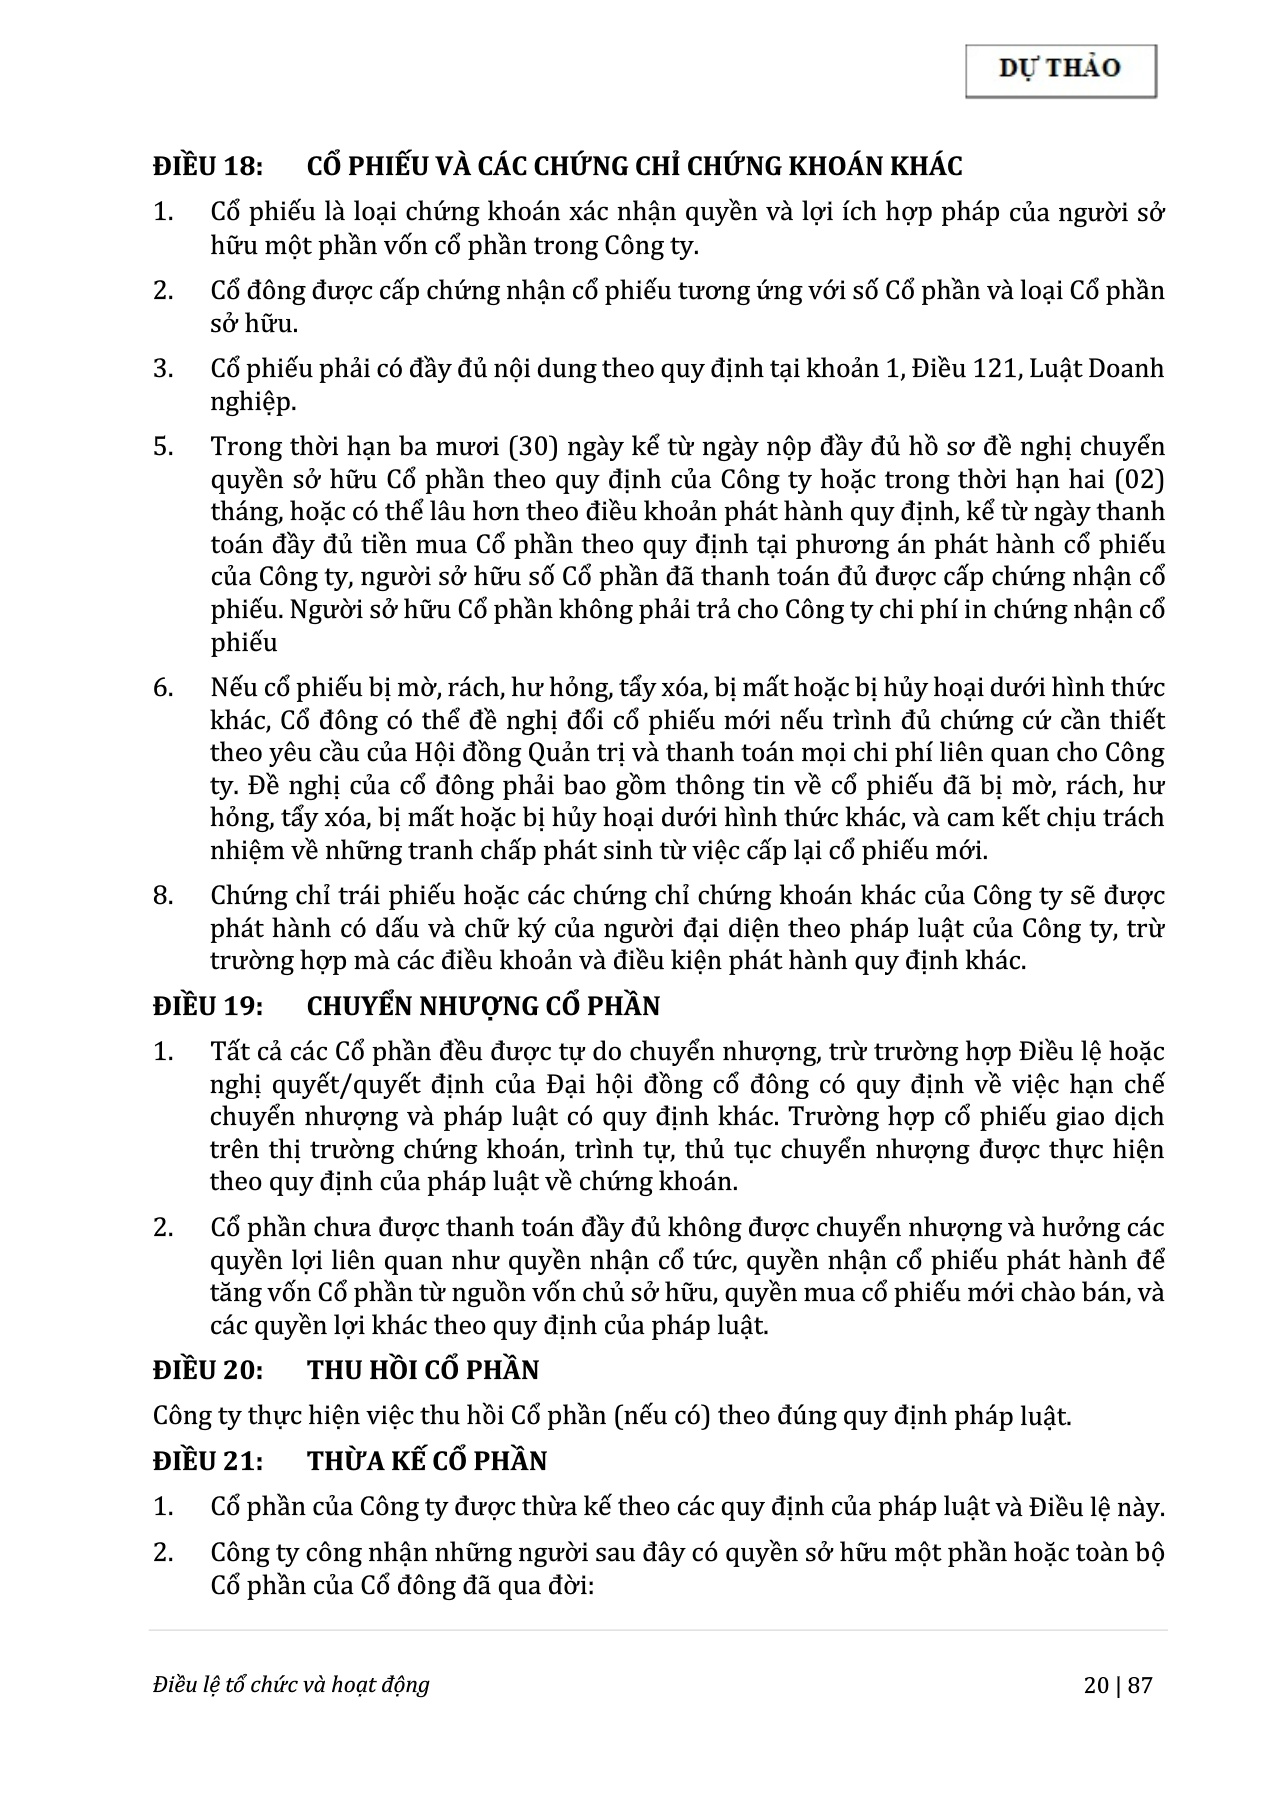 DỰ THẢO
ĐIỀU 18: CỔ PHIẾU VÀ CÁC CHỨNG CHỈ CHỨNG KHOÁN KHÁC
1. Cổ phiếu là loại chứng khoán xác nhận quyền và lợi ích hợp pháp của người sở
hữu một phần vốn cổ phần trong Công ty.
2. Cổ đông được cấp chứng nhận cổ phiếu tương ứng với số Cổ phần và loại Cổ phần
sở hữu.
3. Cổ phiếu phải có đầy đủ nội dung theo quy định tại khoản 1, Điều 121, Luật Doanh
nghiệp.
5. Trong thời hạn ba mươi (30) ngày kể từ ngày nộp đầy đủ hồ sơ đề nghị chuyển
quyền sở hữu Cổ phần theo quy định của Công ty hoặc trong thời hạn hai (02)
tháng, hoặc có thể lâu hơn theo điều khoản phát hành quy định, kể từ ngày thanh
toán đầy đủ tiền mua Cổ phần theo quy định tại phương án phát hành cổ phiếu
của Công ty, người sở hữu số Cổ phần đã thanh toán đủ được cấp chứng nhận cổ
phiếu. Người sở hữu Cổ phần không phải trả cho Công ty chi phí in chứng nhận cổ
phiếu
6. Nếu cổ phiếu bị mờ, rách, hư hỏng, tẩy xóa, bị mất hoặc bị hủy hoại dưới hình thức
khác, Cổ đông có thể đề nghị đổi cổ phiếu mới nếu trình đủ chứng cứ cần thiết
theo yêu cầu của Hội đồng Quản trị và thanh toán mọi chi phí liên quan cho Công
ty. Đề nghị của cổ đông phải bao gồm thông tin về cổ phiếu đã bị mờ, rách, hư
hỏng, tẩy xóa, bị mất hoặc bị hủy hoại dưới hình thức khác, và cam kết chịu trách
nhiệm về những tranh chấp phát sinh từ việc cấp lại cổ phiếu mới.
8. Chứng chỉ trái phiếu hoặc các chứng chỉ chứng khoán khác của Công ty sẽ được
phát hành có dấu và chữ ký của người đại diện theo pháp luật của Công ty, trừ
trường hợp mà các điều khoản và điều kiện phát hành quy định khác.
ĐIỀU 19: CHUYỂN NHƯỢNG CỔ PHẦN
1. Tất cả các Cổ phần đều được tự do chuyển nhượng, trừ trường hợp Điều lệ hoặc
nghị quyết/quyết định của Đại hội đồng cổ đông có quy định về việc hạn chế
chuyển nhượng và pháp luật có quy định khác. Trường hợp cổ phiếu giao dịch
trên thị trường chứng khoán, trình tự, thủ tục chuyển nhượng được thực hiện
theo quy định của pháp luật về chứng khoán.
2. Cổ phần chưa được thanh toán đầy đủ không được chuyển nhượng và hưởng các
quyền lợi liên quan như quyền nhận cổ tức, quyền nhận cổ phiếu phát hành để
tăng vốn Cổ phần từ nguồn vốn chủ sở hữu, quyền mua cổ phiếu mới chào bán, và
các quyền lợi khác theo quy định của pháp luật.
ĐIỀU 20: THU HỒI CỔ PHẦN
Công ty thực hiện việc thu hồi Cổ phần (nếu có) theo đúng quy định pháp luật.
ĐIỀU 21: THỪA KẾ CỔ PHẦN
1. Cổ phần của Công ty được thừa kế theo các quy định của pháp luật và Điều lệ này.
2. Công ty công nhận những người sau đây có quyền sở hữu một phần hoặc toàn bộ
Cổ phần của Cổ đông đã qua đời:
Điều lệ tổ chức và hoạt động 20 | 87